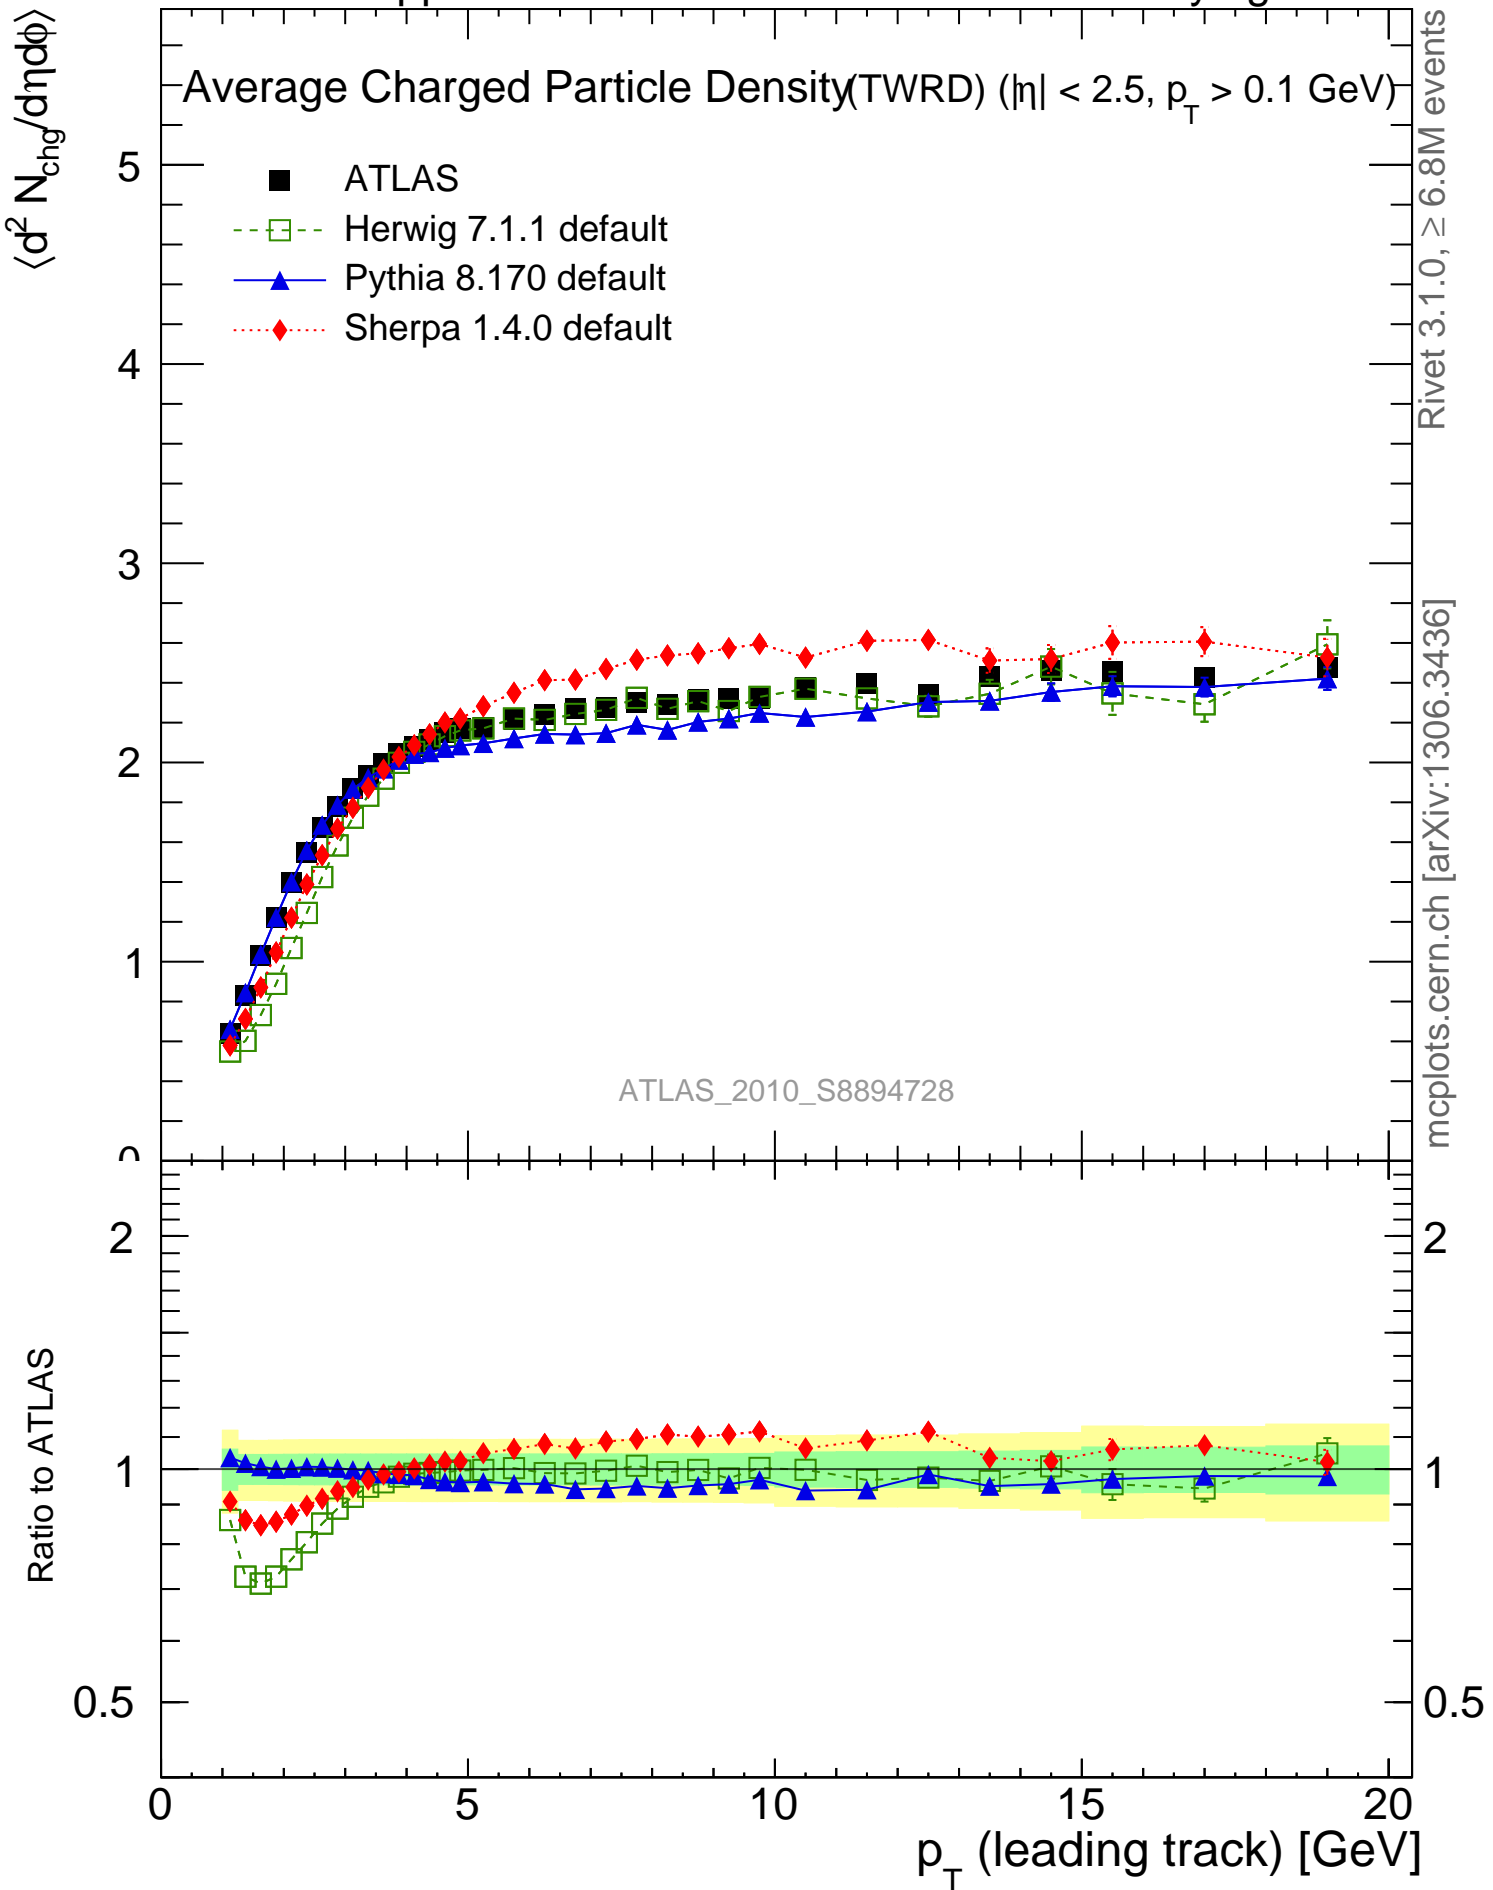 ⟨d² N_chg/dηdϕ⟩
Average Charged Particle Density(TWRD) (|η| < 2.5, p_T > 0.1 GeV)
ATLAS
Herwig 7.1.1 default
Pythia 8.170 default
Sherpa 1.4.0 default
5
4
3
2
1
0
Rivet 3.1.0, ≥ 6.8M events
mcplots.cern.ch [arXiv:1306.3436]
ATLAS_2010_S8894728
Ratio to ATLAS
2
1
0.5
2
1
0.5
0 5 10 15 20
p_T (leading track) [GeV]